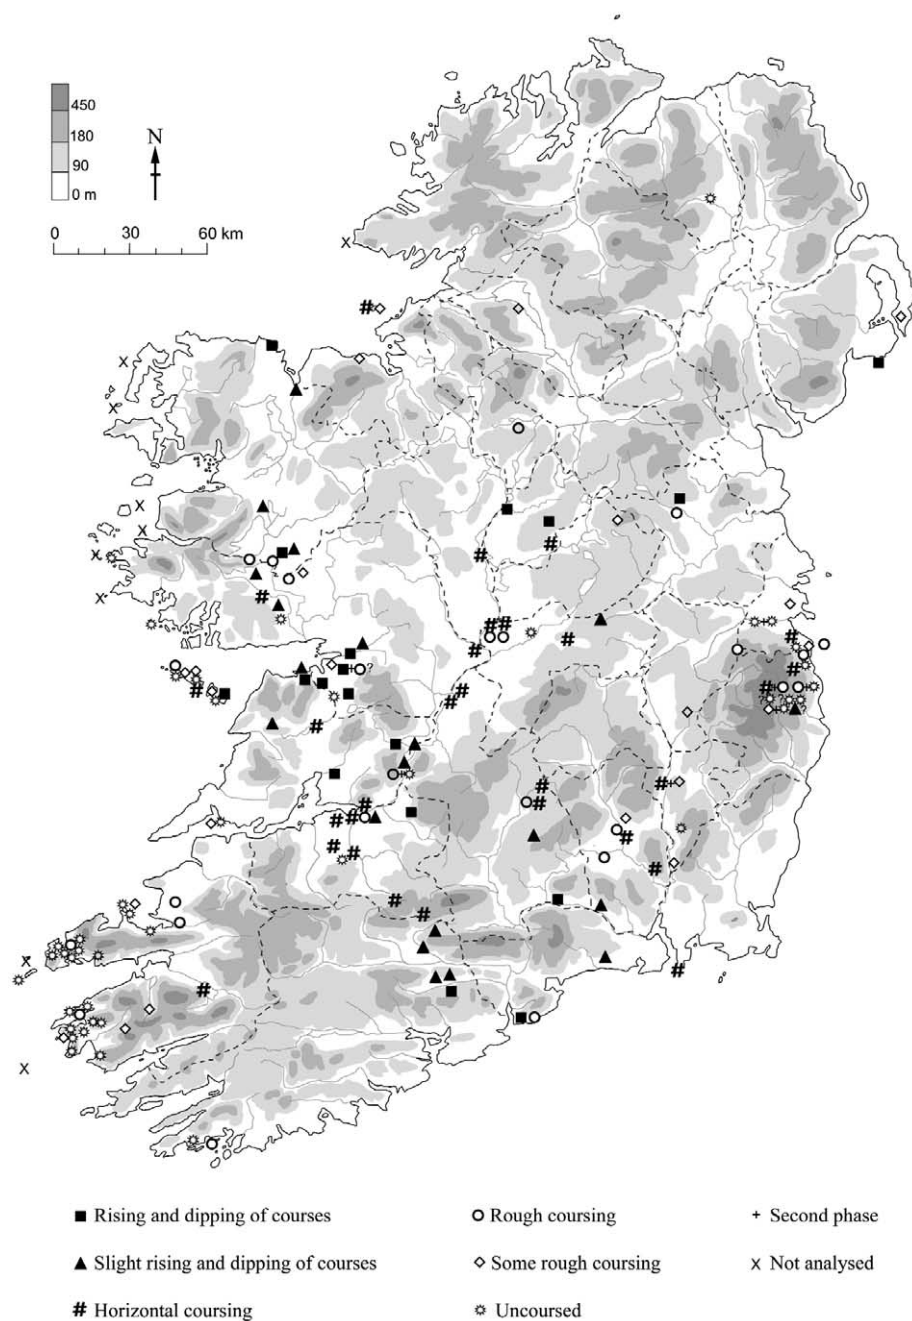 450
180
90
0 m
N
0 30 60 km
?
?
■ Rising and dipping of courses
▲ Slight rising and dipping of courses
# Horizontal coursing
○ Rough coursing
◇ Some rough coursing
☼ Uncoursed
+ Second phase
x Not analysed